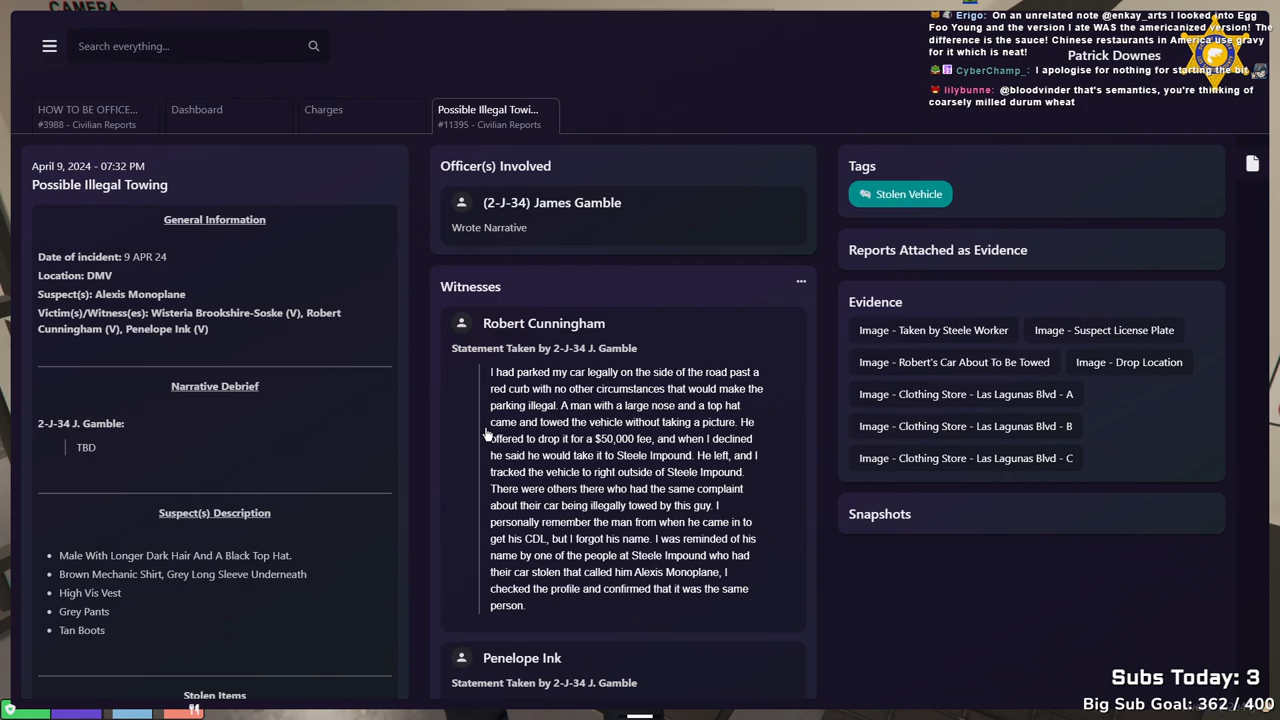 CAMERA
Search everything...
Erigo: On an unrelated note @enkay_arts I looked into Egg
Foo Young and the version I ate WAS the americanized version! The
difference is the sauce! Chinese restaurants in America use gravy
for it which is neat!
Patrick Downes
CyberChamp_: I apologise for nothing for starting the bit
lilybunne: @bloodvinder that's semantics, you're thinking of
coarsely milled durum wheat
HOW TO BE OFFICE...
#3988 - Civilian Reports
Dashboard
Charges
Possible Illegal Towi...
#11395 - Civilian Reports
April 9, 2024 - 07:32 PM
Possible Illegal Towing
General Information
Date of incident: 9 APR 24
Location: DMV
Suspect(s): Alexis Monoplane
Victim(s)/Witness(es): Wisteria Brookshire-Soske (V), Robert
Cunningham (V), Penelope Ink (V)
Narrative Debrief
2-J-34 J. Gamble:
TBD
Suspect(s) Description
• Male With Longer Dark Hair And A Black Top Hat.
• Brown Mechanic Shirt, Grey Long Sleeve Underneath
• High Vis Vest
• Grey Pants
• Tan Boots
Stolen Items
Officer(s) Involved
(2-J-34) James Gamble
Wrote Narrative
Witnesses
Robert Cunningham
Statement Taken by 2-J-34 J. Gamble
I had parked my car legally on the side of the road past a
red curb with no other circumstances that would make the
parking illegal. A man with a large nose and a top hat
came and towed the vehicle without taking a picture. He
offered to drop it for a $50,000 fee, and when I declined
he said he would take it to Steele Impound. He left, and I
tracked the vehicle to right outside of Steele Impound.
There were others there who had the same complaint
about their car being illegally towed by this guy. I
personally remember the man from when he came in to
get his CDL, but I forgot his name. I was reminded of his
name by one of the people at Steele Impound who had
their car stolen that called him Alexis Monoplane, I
checked the profile and confirmed that it was the same
person.
Penelope Ink
Statement Taken by 2-J-34 J. Gamble
Tags
Stolen Vehicle
Reports Attached as Evidence
Evidence
Image - Taken by Steele Worker
Image - Suspect License Plate
Image - Robert's Car About To Be Towed
Image - Drop Location
Image - Clothing Store - Las Lagunas Blvd - A
Image - Clothing Store - Las Lagunas Blvd - B
Image - Clothing Store - Las Lagunas Blvd - C
Snapshots
Subs Today: 3
Big Sub Goal: 362 / 400